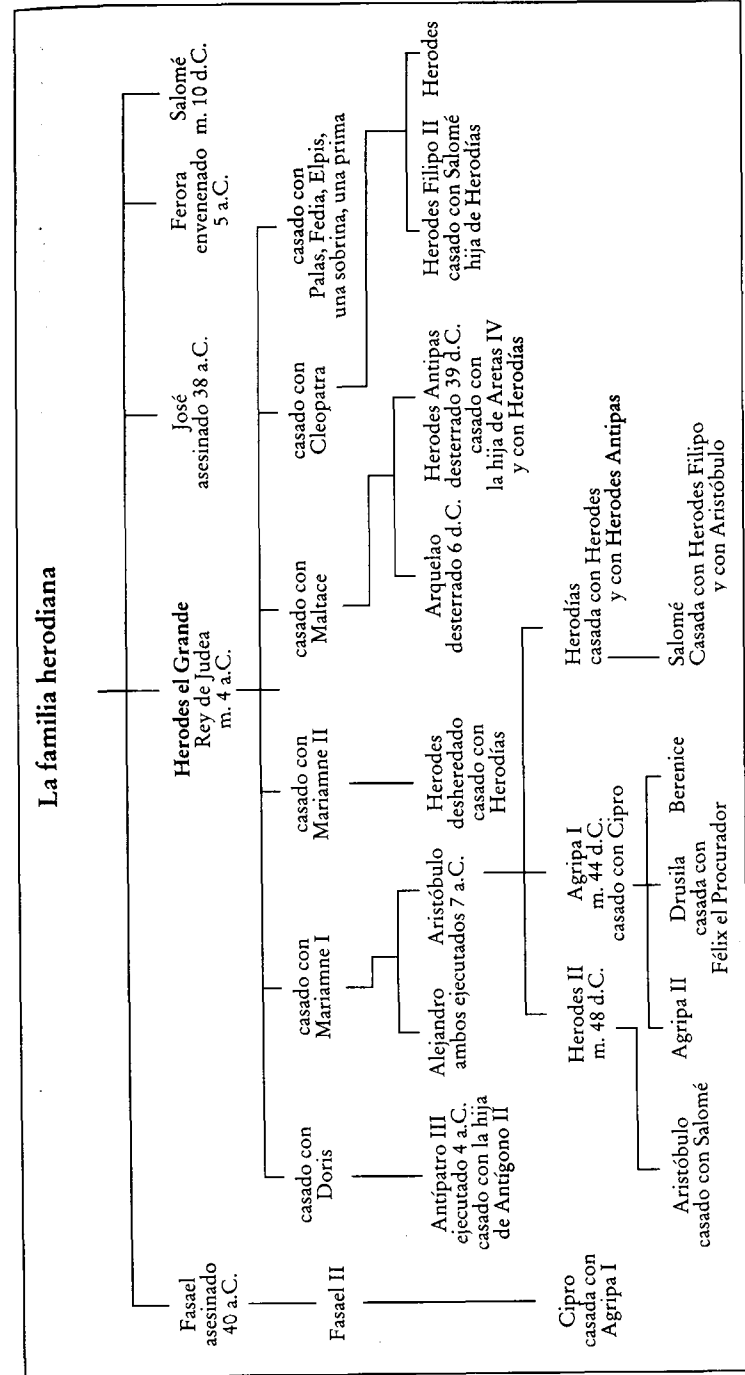 La familia herodiana
Fasael
asesinado
40 a.C.
Herodes el Grande
Rey de Judea
m. 4 a.C.
José
asesinado 38 a.C.
Ferora
envenenado
5 a.C.
Salomé
m. 10 d.C.
Fasael II
casado con
Doris
casado con
Mariamne I
casado con
Mariamne II
casado con
Maltace
casado con
Cleopatra
casado con
Palas, Fedia, Elpis,
una sobrina, una prima
Antípatro III
ejecutado 4 a.C.
casado con la hija
de Antígono II
Alejandro
Aristóbulo
ambos ejecutados 7 a.C.
Herodes
desheredado
casado con
Herodías
Arquelao
desterrado 6 d.C.
Herodes Antipas
desterrado 39 d.C.
casado con
la hija de Aretas IV
y con Herodías
Herodes Filipo II
casado con Salomé
hija de Herodías
Herodes
Cipro
casada con
Agripa I
Herodes II
m. 48 d.C.
Agripa I
m. 44 d.C.
casado con Cipro
Herodías
casada con Herodes
y con Herodes Antipas
Aristóbulo
casado con Salomé
Agripa II
Drusila
casada con
Félix el Procurador
Berenice
Salomé
Casada con Herodes Filipo
y con Aristóbulo